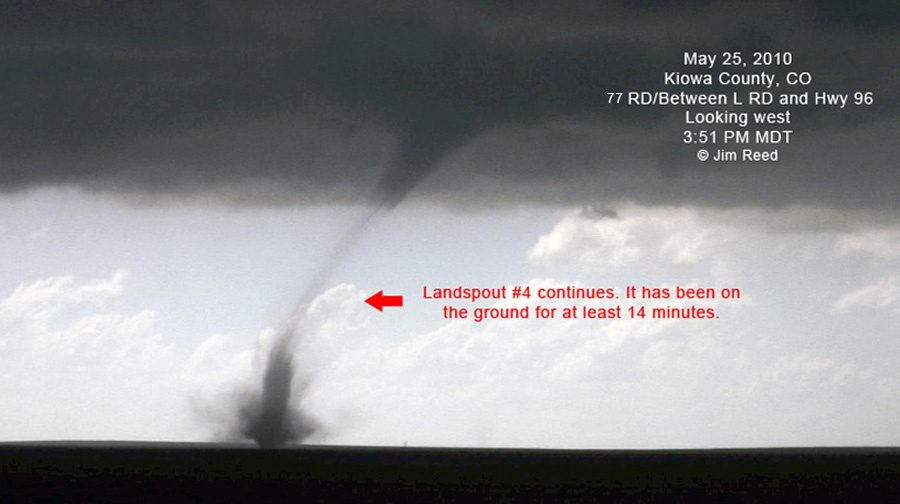 May 25, 2010
Kiowa County, CO
77 RD/Between L RD and Hwy 96
Looking west
3:51 PM MDT
© Jim Reed
Landspout #4 continues. It has been on
the ground for at least 14 minutes.